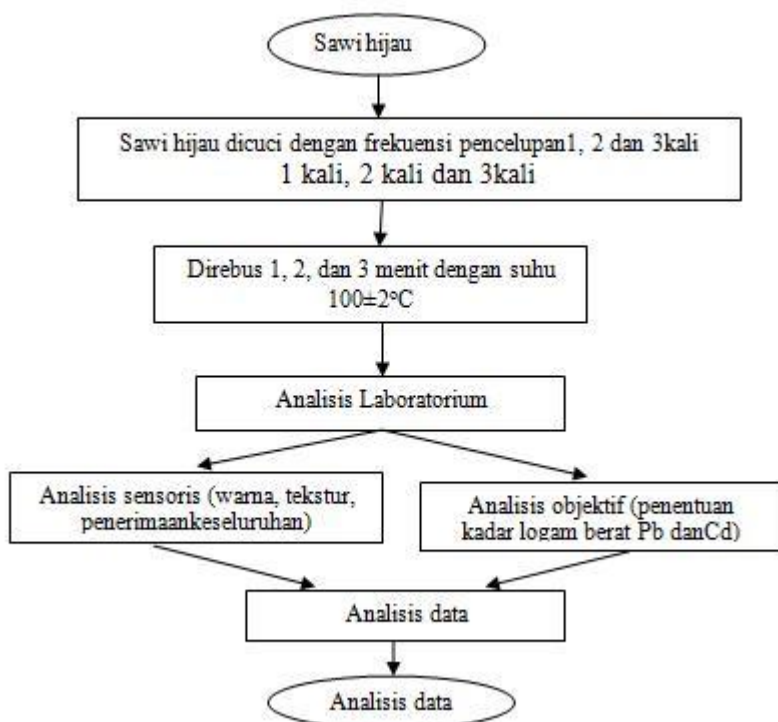 Sawi hijau
Sawi hijau dicuci dengan frekuensi pencelupan1, 2 dan 3kali
1 kali, 2 kali dan 3kali
Direbus 1, 2, dan 3 menit dengan suhu
100±2°C
Analisis Laboratorium
Analisis sensoris (warna, tekstur,
penerimaankeseluruhan)
Analisis objektif (penentuan
kadar logam berat Pb danCd)
Analisis data
Analisis data